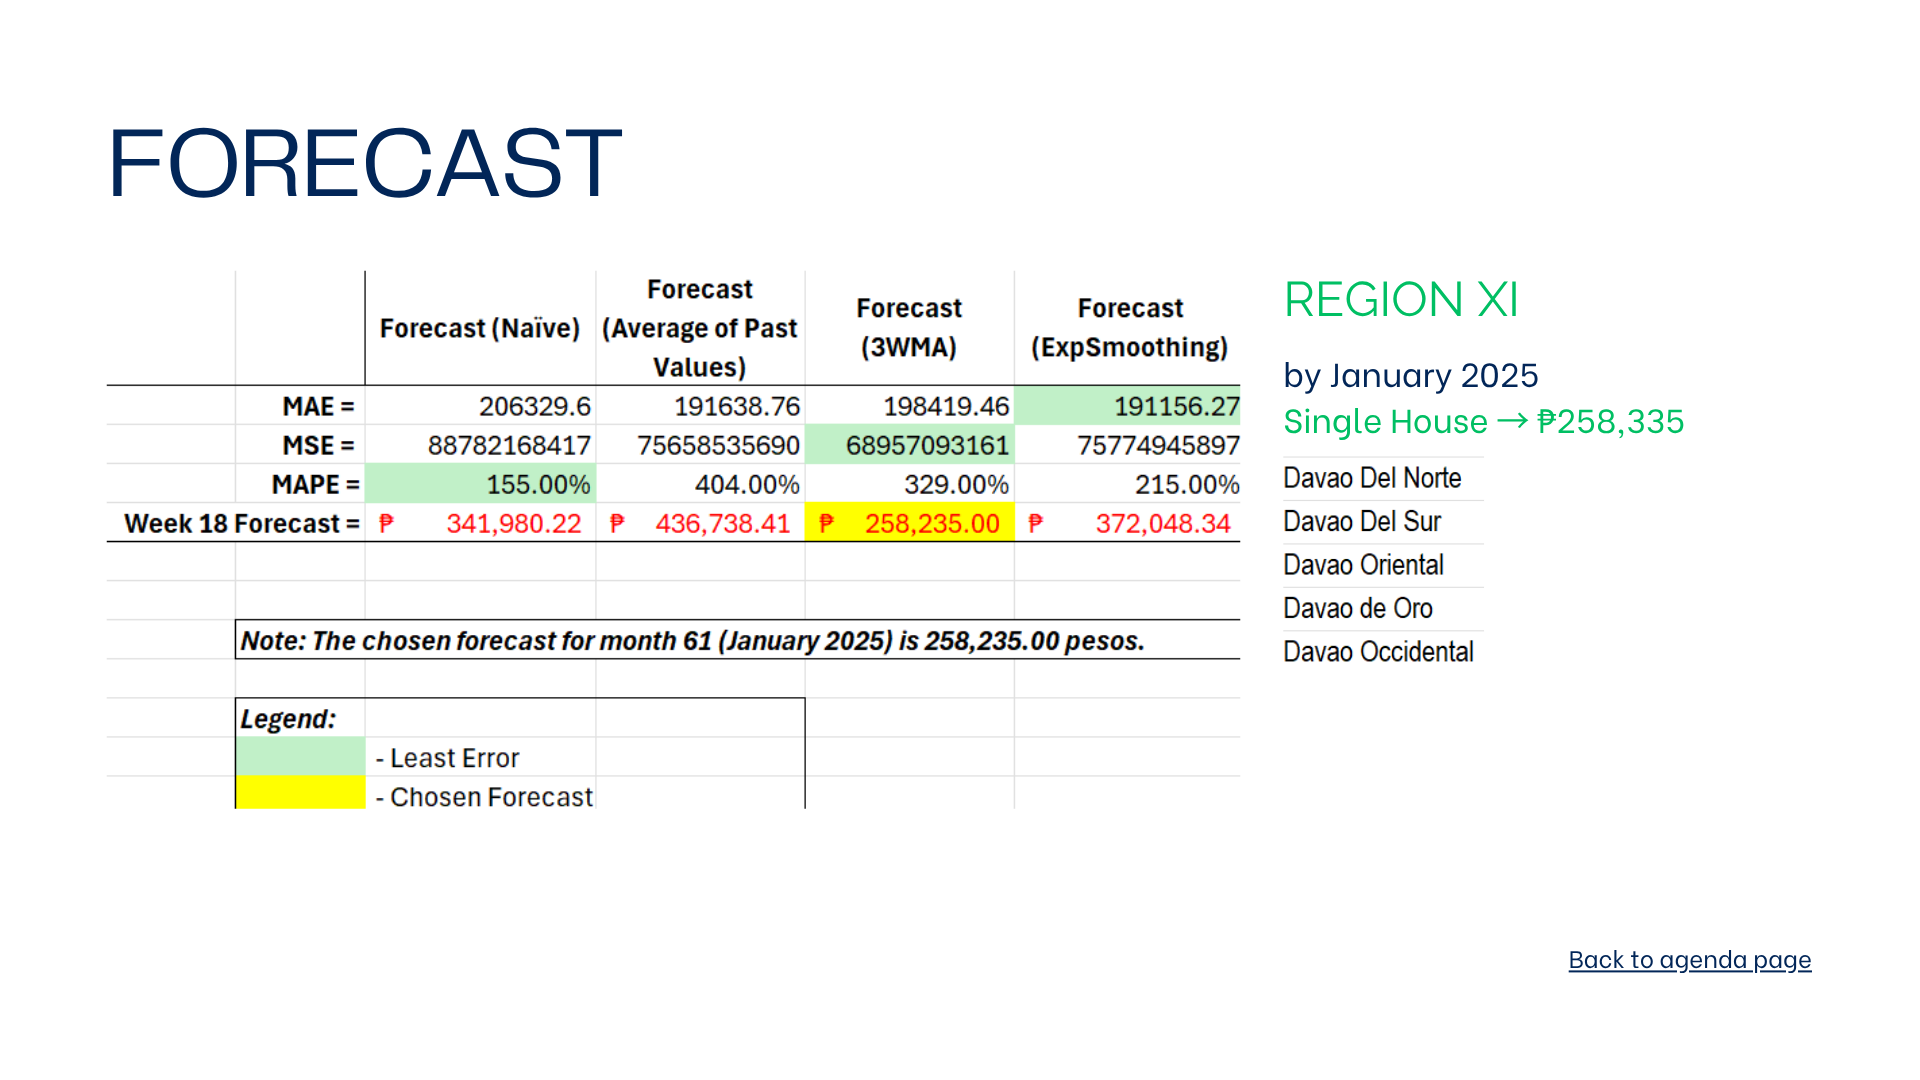 FORECAST
Forecast (Naïve) Forecast (Average of Past Values) Forecast (3WMA) Forecast (ExpSmoothing)
MAE = 206329.6 191638.76 198419.46 191156.27
MSE = 88782168417 75658535690 68957093161 75774945897
MAPE = 155.00% 404.00% 329.00% 215.00%
Week 18 Forecast = ₱ 341,980.22 ₱ 436,738.41 ₱ 258,235.00 ₱ 372,048.34
Note: The chosen forecast for month 61 (January 2025) is 258,235.00 pesos.
Legend:
- Least Error
- Chosen Forecast
REGION XI
by January 2025
Single House → ₱258,335
Davao Del Norte
Davao Del Sur
Davao Oriental
Davao de Oro
Davao Occidental
Back to agenda page